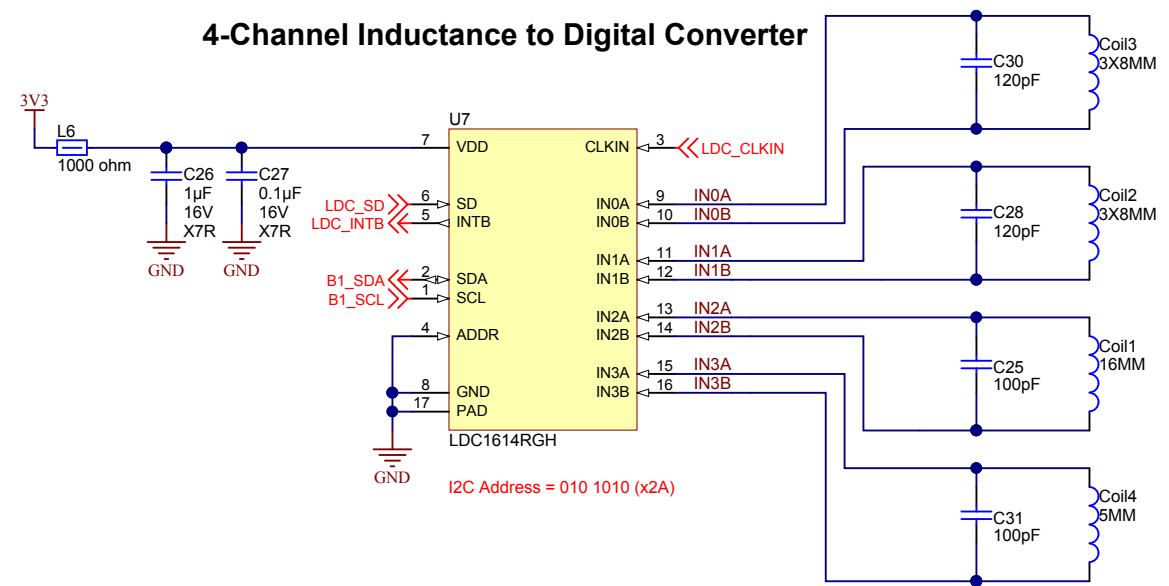 4-Channel Inductance to Digital Converter
3V3
L6
1000 ohm
C26
1µF
16V
X7R
GND
C27
0.1µF
16V
X7R
GND
U7
7 VDD
CLKIN 3 LDC_CLKIN
LDC_SD 6 SD
LDC_INTB 5 INTB
B1_SDA 2 SDA
B1_SCL 1 SCL
4 ADDR
8 GND
17 PAD
GND
IN0A 9 IN0A
IN0B 10 IN0B
IN1A 11 IN1A
IN1B 12 IN1B
IN2A 13 IN2A
IN2B 14 IN2B
IN3A 15 IN3A
IN3B 16 IN3B
LDC1614RGH
I2C Address = 010 1010 (x2A)
C30
120pF
Coil3
3X8MM
C28
120pF
Coil2
3X8MM
C25
100pF
Coil1
16MM
C31
100pF
Coil4
5MM